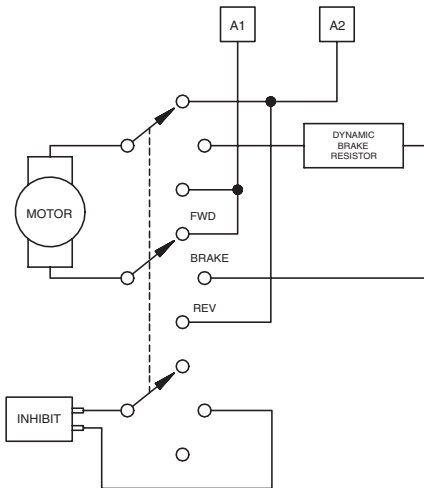 A1
A2
DYNAMIC
BRAKE
RESISTOR
MOTOR
FWD
BRAKE
REV
INHIBIT